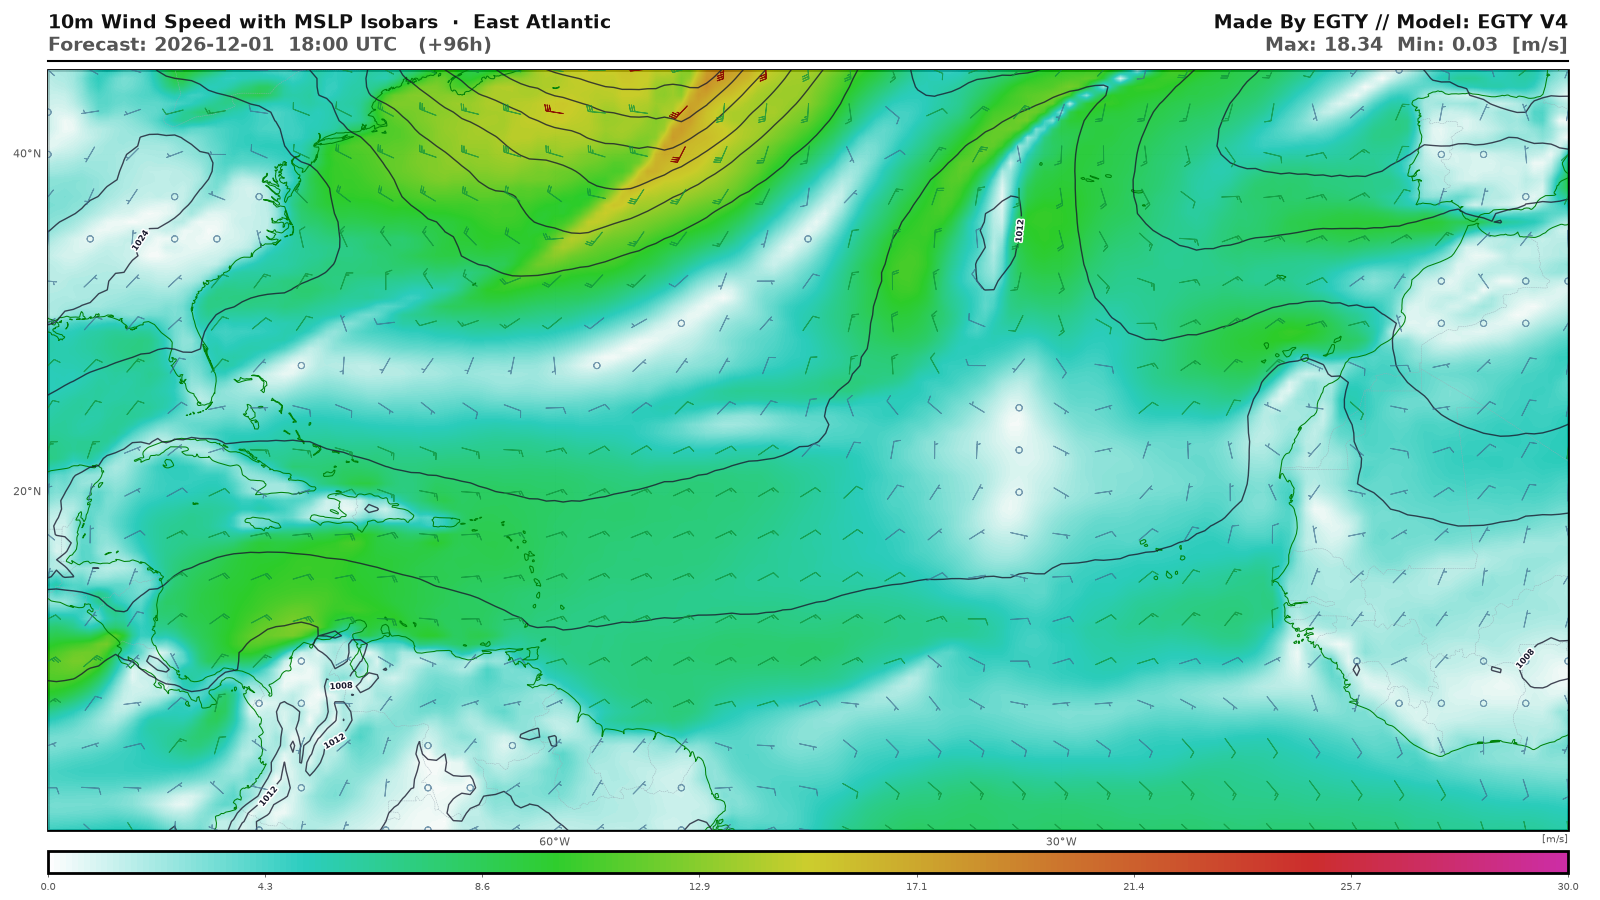 10m Wind Speed with MSLP Isobars · East Atlantic
Made By EGTY // Model: EGTY V4
Forecast: 2026-12-01 18:00 UTC (+96h)
Max: 18.34 Min: 0.03 [m/s]
40°N
1024
1012
20°N
1008
1008
1012
1012
60°W
30°W
[m/s]
0.0
4.3
8.6
12.9
17.1
21.4
25.7
30.0